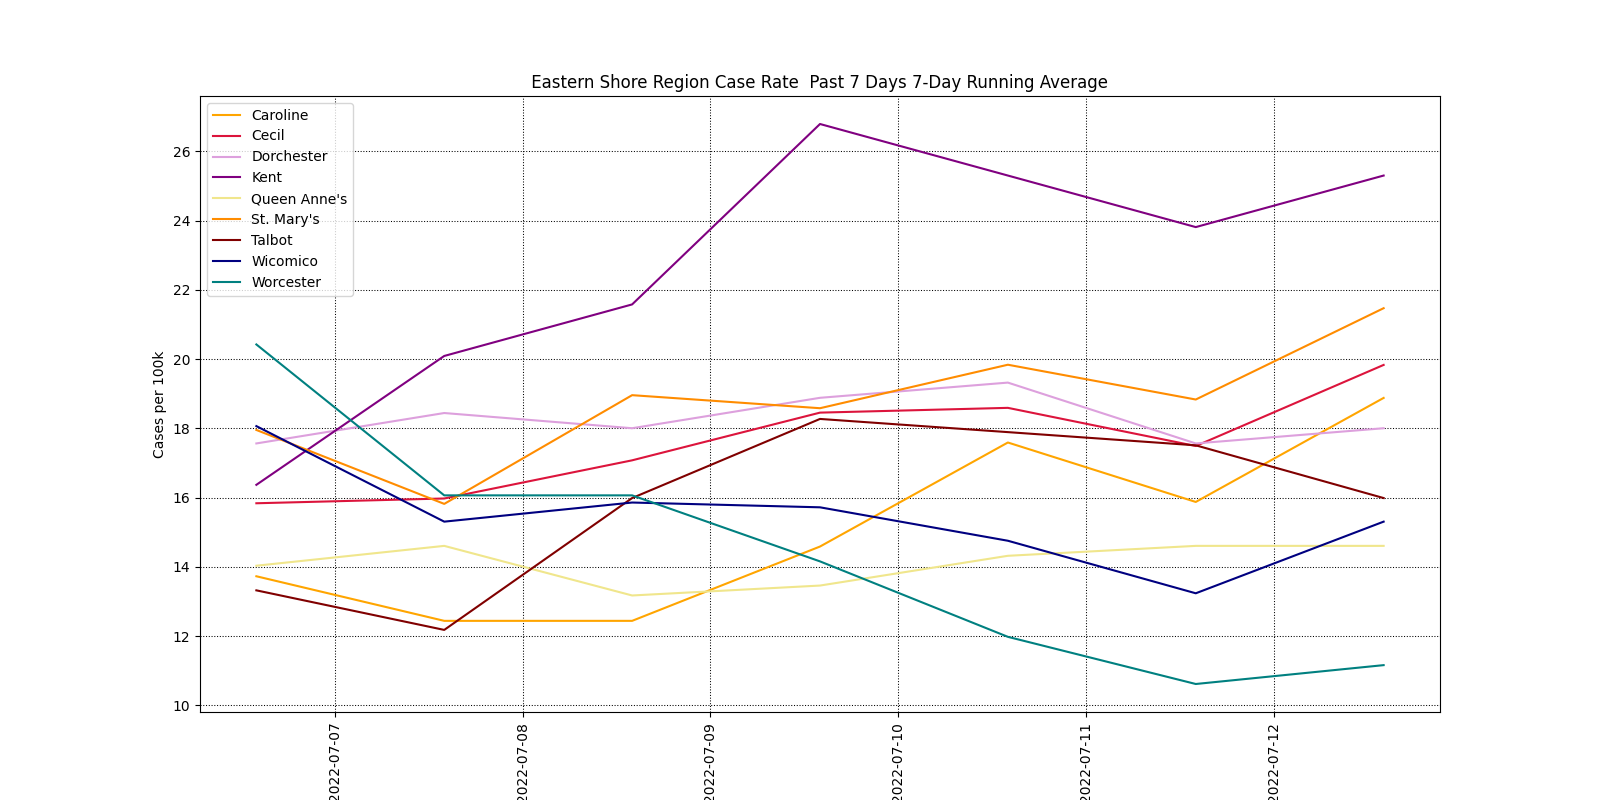 Eastern Shore Region Case Rate  Past 7 Days 7-Day Running Average
Caroline
Cecil
Dorchester
Kent
Queen Anne's
St. Mary's
Talbot
Wicomico
Worcester
Cases per 100k
26
24
22
20
18
16
14
12
10
2022-07-07
2022-07-08
2022-07-09
2022-07-10
2022-07-11
2022-07-12